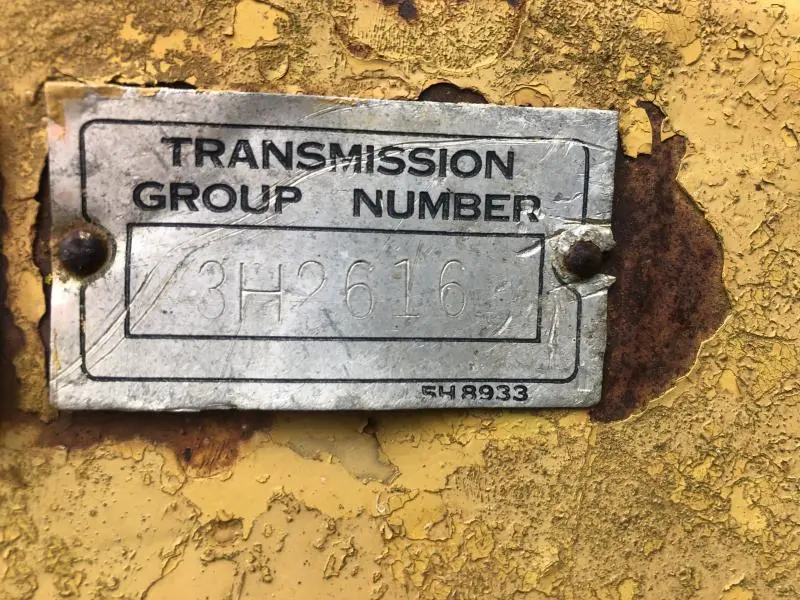 TRANSMISSION
GROUP NUMBER
3H2616
5H8933